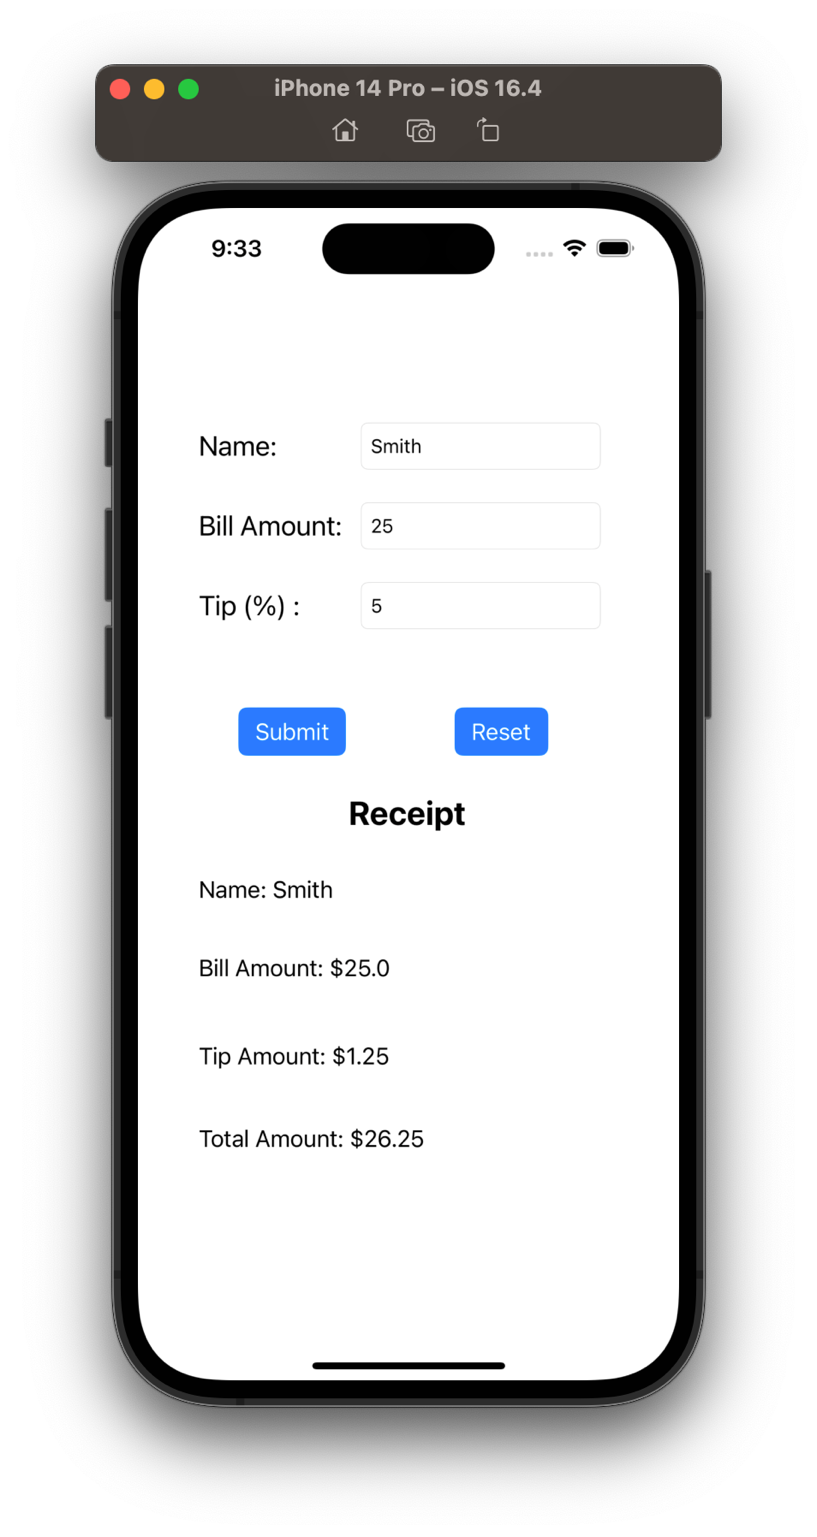 iPhone 14 Pro – iOS 16.4
9:33
Name: Smith
Bill Amount: 25
Tip (%) : 5
Submit Reset
Receipt
Name: Smith
Bill Amount: $25.0
Tip Amount: $1.25
Total Amount: $26.25